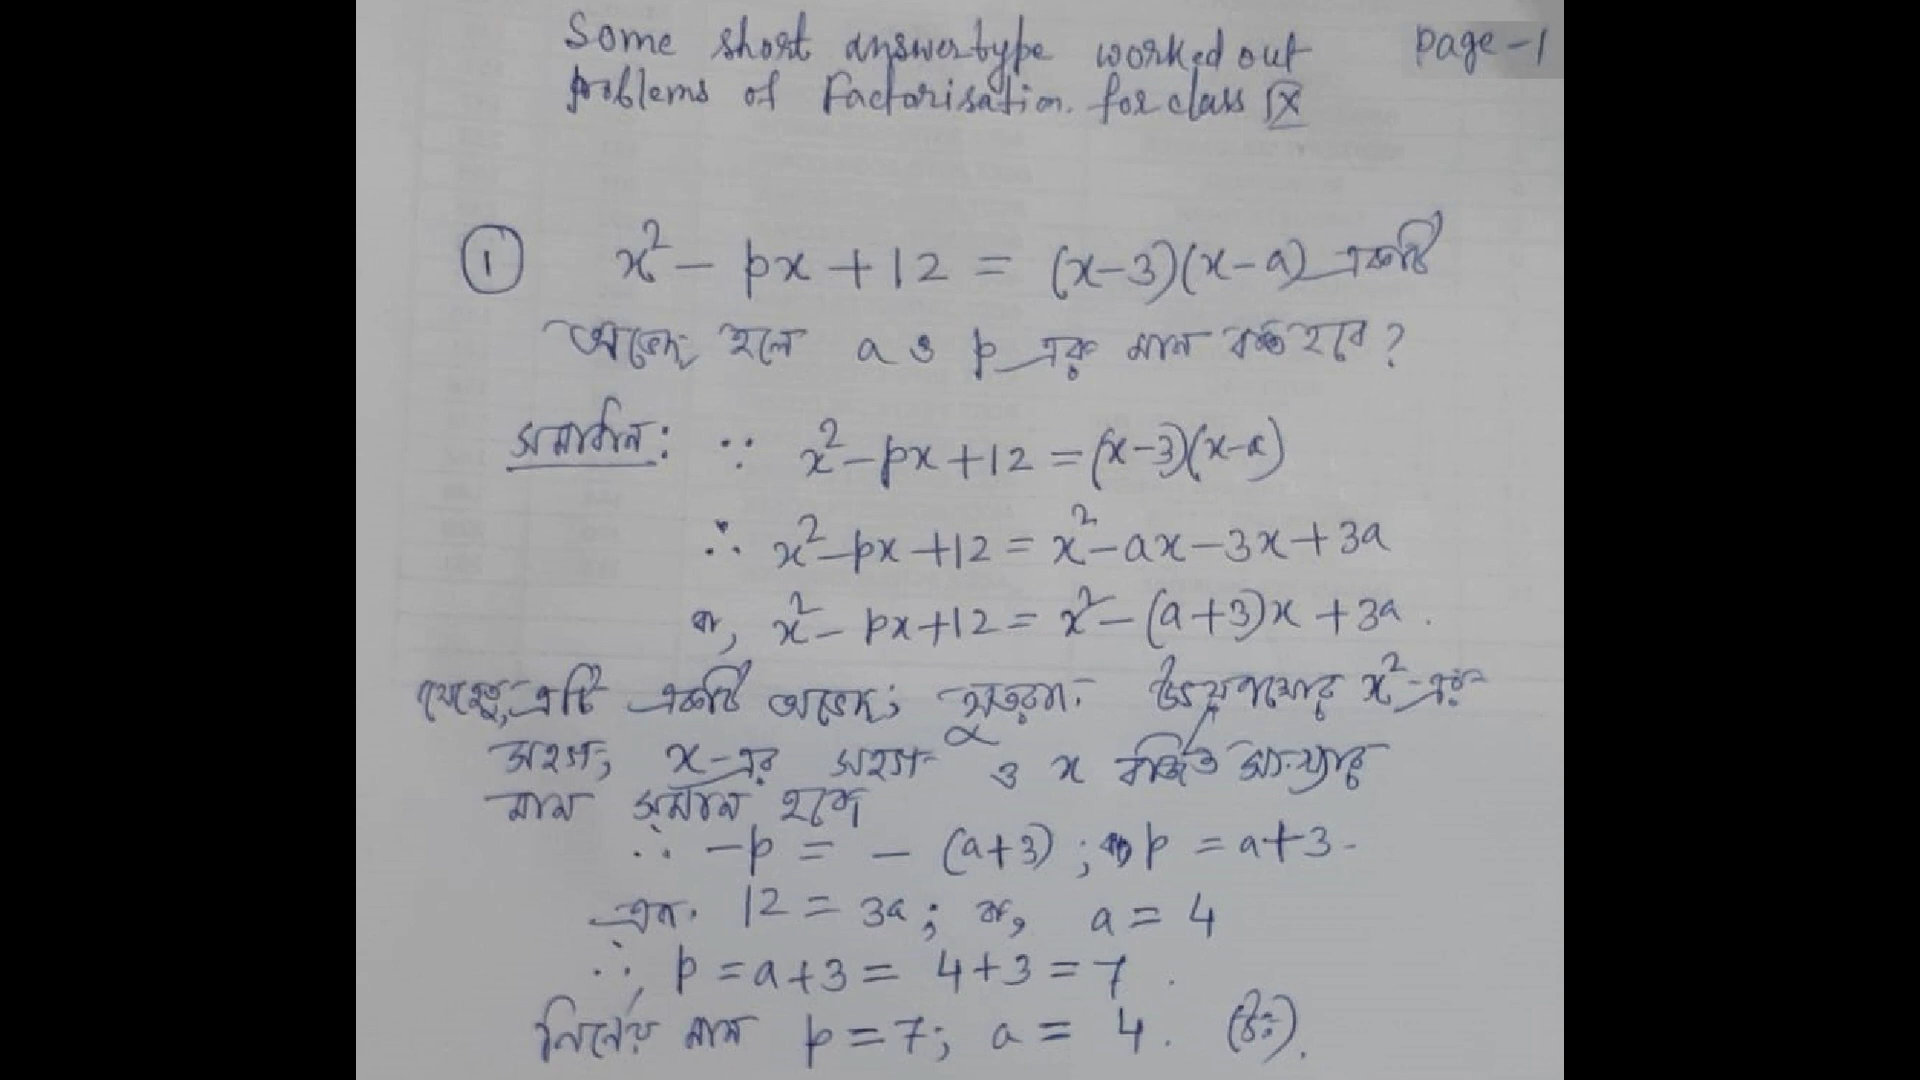 Some short answertype worked out page-1
problems of Factorisation. for class IX
① x² - px + 12 = (x-3)(x-a) একটি
অভেদ হলে a ও p এর মান কত হবে?
সমাধান: ∵ x² - px + 12 = (x-3)(x-a)
∴ x² - px + 12 = x² - ax - 3x + 3a
বা, x² - px + 12 = x² - (a+3)x + 3a.
যেহেতু, এটি একটি অভেদ; সুতরাং উভয়পক্ষের x²-এর
সহগ, x-এর সহগ ও x বর্জিত সংখ্যার
মান সমান হবে
∴ -p = - (a+3); বা, p = a+3.
এবং 12 = 3a; বা, a = 4
∴ p = a+3 = 4+3 = 7.
নির্ণেয় মান p = 7; a = 4. (উঃ).